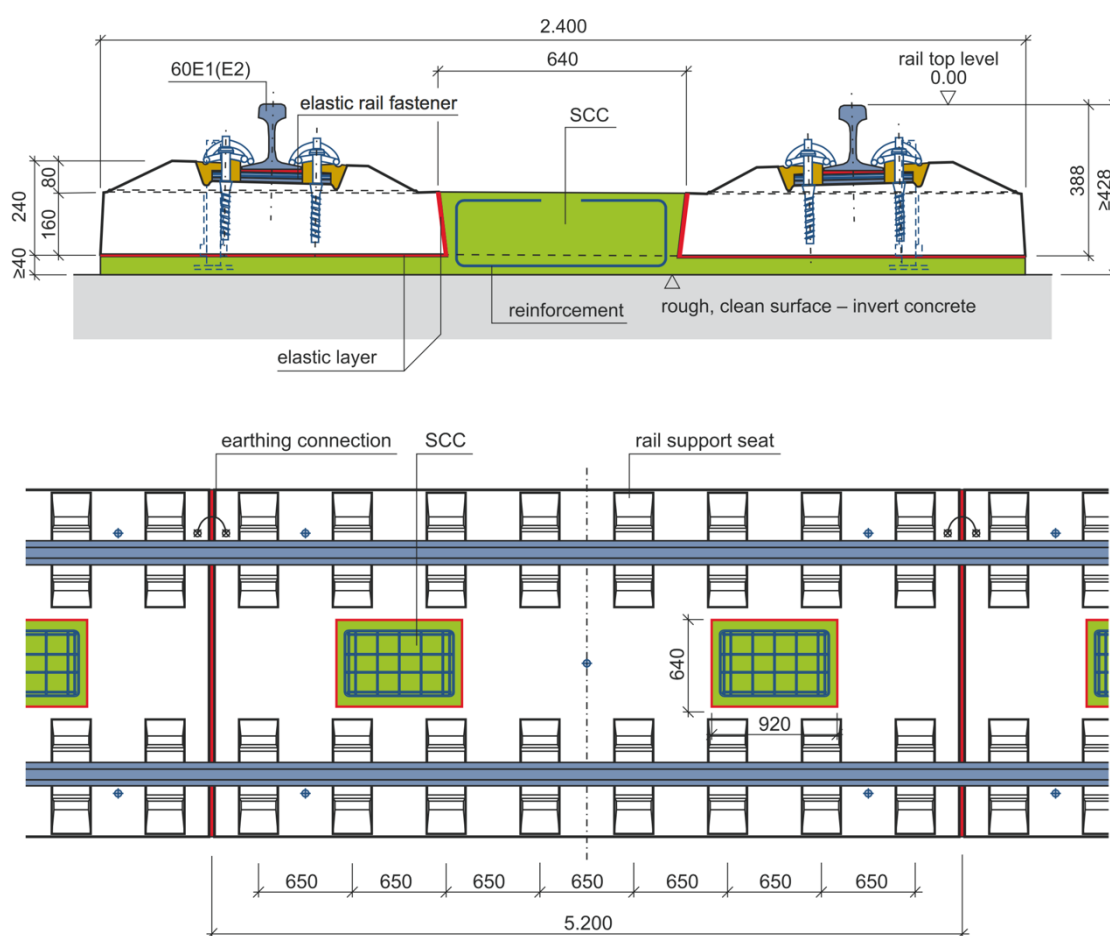 2.400
640
60E1(E2)
elastic rail fastener
SCC
rail top level
0.00
80
240
160
≥40
388
≥428
reinforcement
rough, clean surface – invert concrete
elastic layer
earthing connection
SCC
rail support seat
640
920
650
650
650
650
650
650
650
5.200